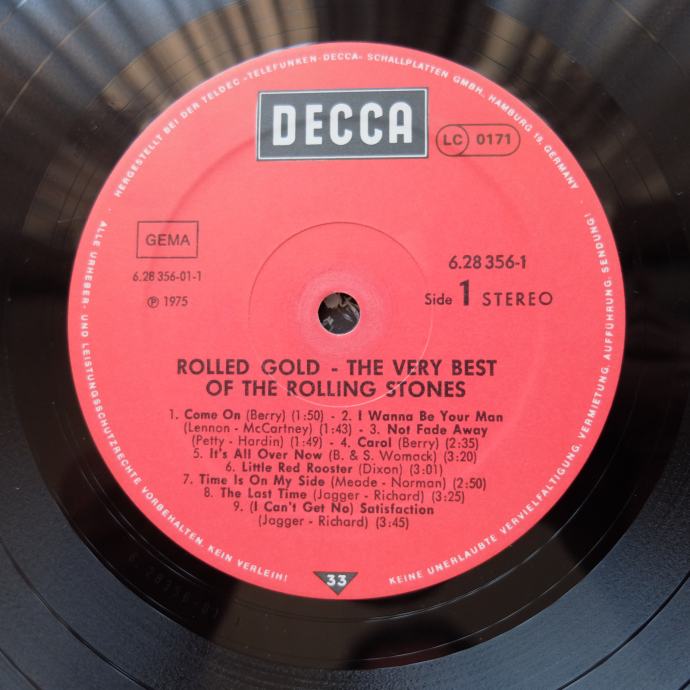 HERGESTELLT BEI DER TELDEC »TELEFUNKEN-DECCA« SCHALLPLATTEN GMBH., HAMBURG 19, GERMANY
DECCA
LC 0171
GEMA
6.28 356-01-1
Ⓟ 1975
6.28 356-1
Side 1 STEREO
ROLLED GOLD - THE VERY BEST
OF THE ROLLING STONES
1. Come On (Berry) (1:50) - 2. I Wanna Be Your Man
(Lennon - McCartney) (1:43) - 3. Not Fade Away
(Petty - Hardin) (1:49) - 4. Carol (Berry) (2:35)
5. It's All Over Now (B. & S. Womack) (3:20)
6. Little Red Rooster (Dixon) (3:01)
7. Time Is On My Side (Meade - Norman) (2:50)
8. The Last Time (Jagger - Richard) (3:25)
9. (I Can't Get No) Satisfaction
(Jagger - Richard) (3:45)
33
ALLE URHEBER- UND LEISTUNGSSCHUTZRECHTE VORBEHALTEN. KEIN VERLEIH!
KEINE UNERLAUBTE VERVIELFÄLTIGUNG, VERMIETUNG, AUFFÜHRUNG, SENDUNG!